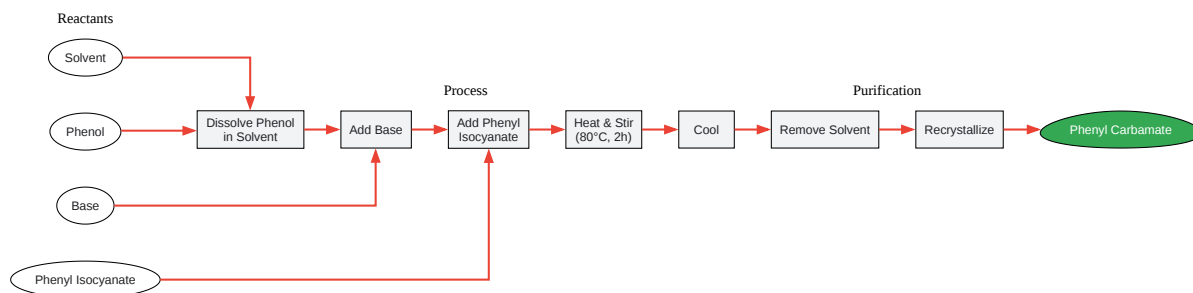 Reactants
Solvent
Process
Purification
Phenol
Dissolve Phenol
in Solvent
Add Base
Add Phenyl
Isocyanate
Heat & Stir
(80°C, 2h)
Cool
Remove Solvent
Recrystallize
Phenyl Carbamate
Base
Phenyl Isocyanate